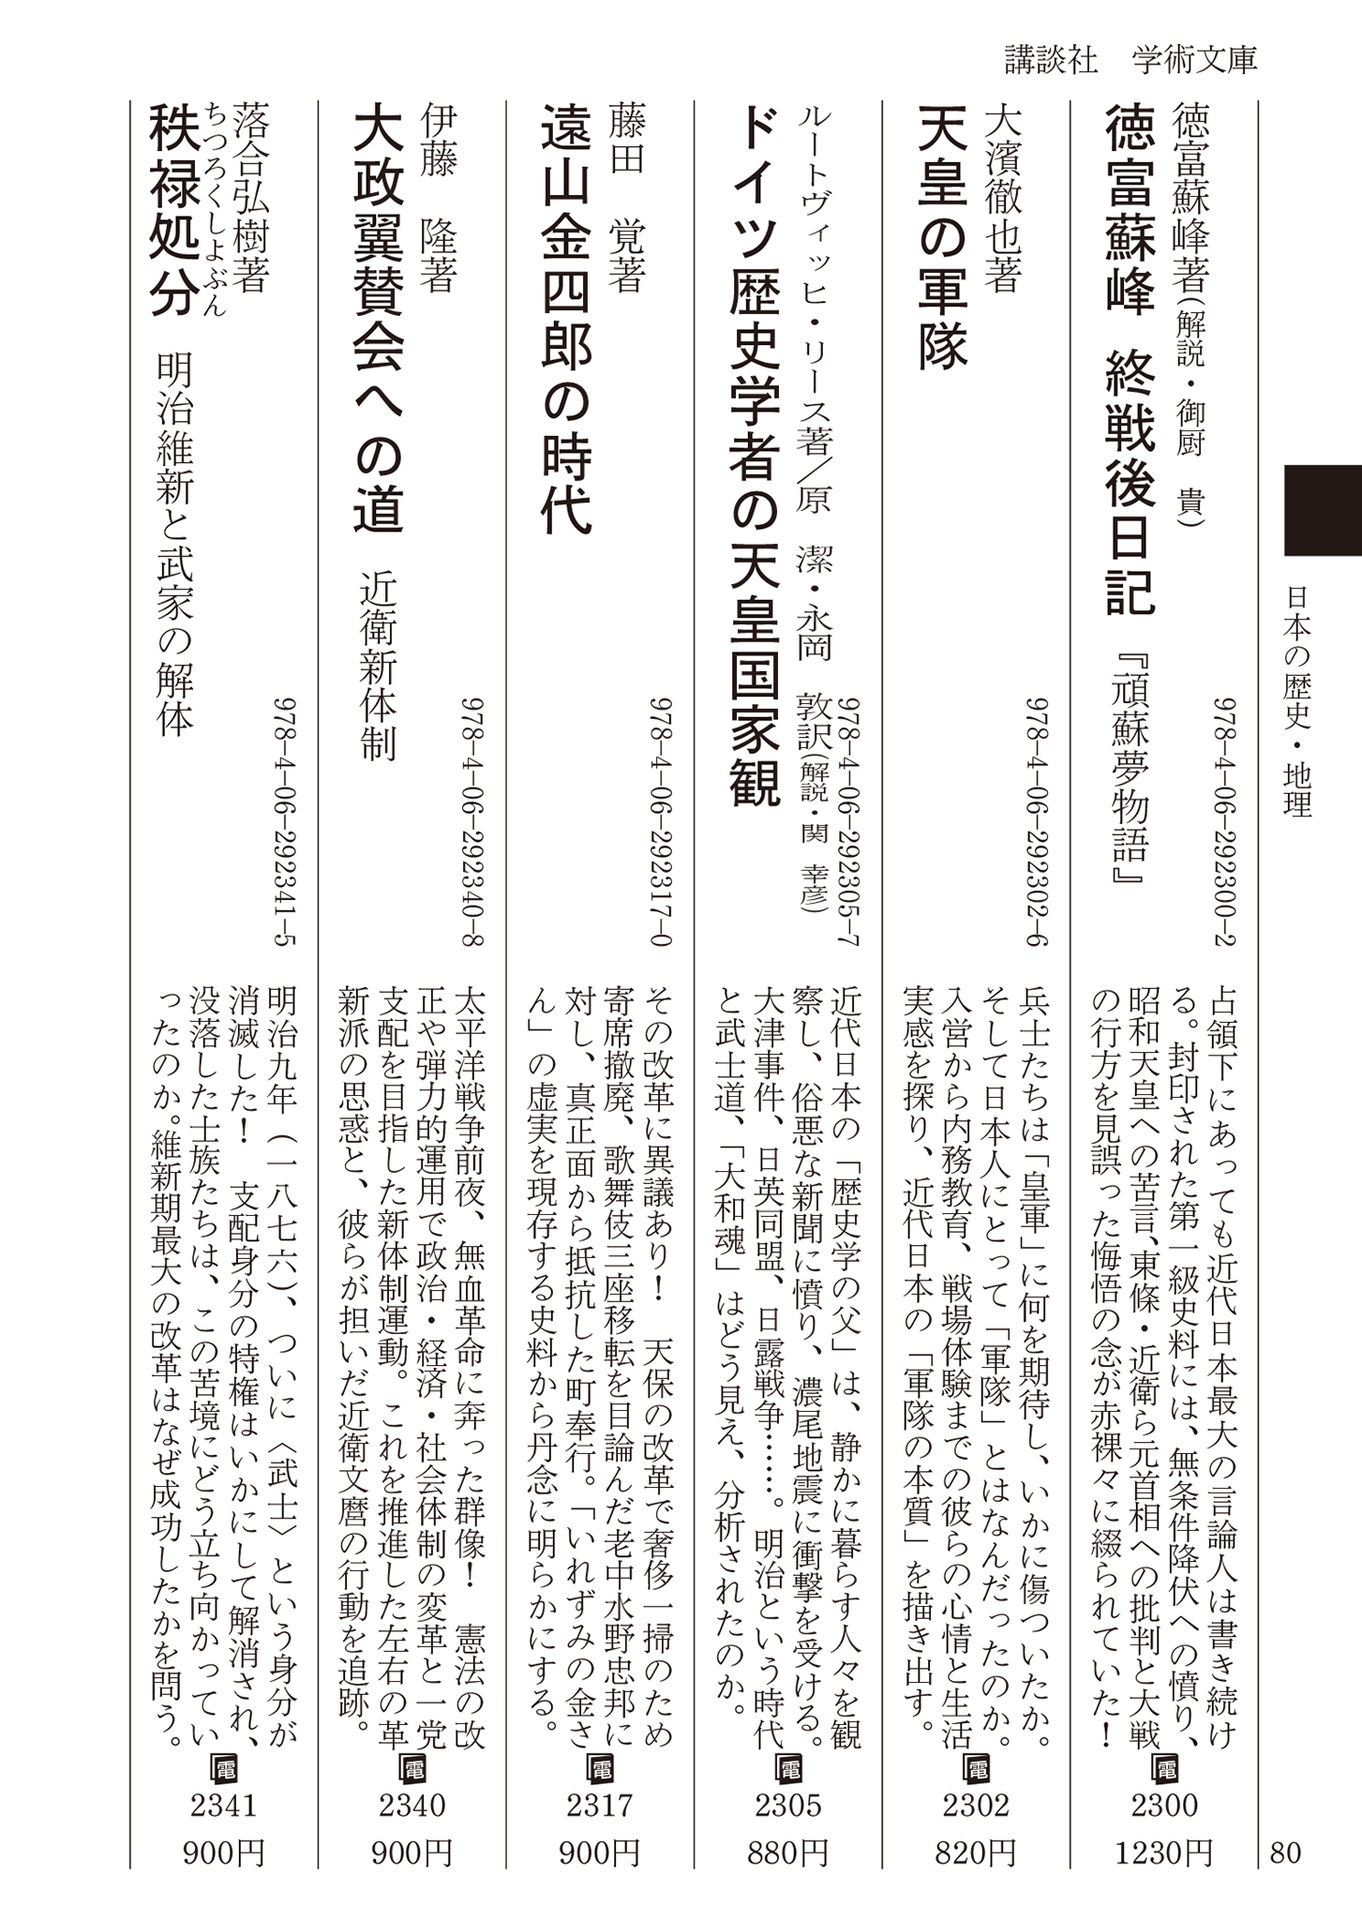 講談社　学術文庫
日本の歴史・地理
徳富蘇峰著(解説・御厨　貴)
徳富蘇峰　終戦後日記　『頑蘇夢物語』
978-4-06-292300-2
占領下にあっても近代日本最大の言論人は書き続け
る。封印された第一級史料には、無条件降伏への憤り、
昭和天皇への苦言、東條・近衛ら元首相への批判と大戦
の行方を見誤った悔悟の念が赤裸々に綴られていた！
電
2300
1230円
大濱徹也著
天皇の軍隊
978-4-06-292302-6
兵士たちは「皇軍」に何を期待し、いかに傷ついたか。
そして日本人にとって「軍隊」とはなんだったのか。
入営から内務教育、戦場体験までの彼らの心情と生活
実感を探り、近代日本の「軍隊の本質」を描き出す。
電
2302
820円
ルートヴィッヒ・リース著／原　潔・永岡　敦訳(解説・関　幸彦)
ドイツ歴史学者の天皇国家観
978-4-06-292305-7
近代日本の「歴史学の父」は、静かに暮らす人々を観
察し、俗悪な新聞に憤り、濃尾地震に衝撃を受ける。
大津事件、日英同盟、日露戦争……。明治という時代
と武士道、「大和魂」はどう見え、分析されたのか。
電
2305
880円
藤田　覚著
遠山金四郎の時代
978-4-06-292317-0
その改革に異議あり！　天保の改革で奢侈一掃のため
寄席撤廃、歌舞伎三座移転を目論んだ老中水野忠邦に
対し、真正面から抵抗した町奉行。「いれずみの金さ
ん」の虚実を現存する史料から丹念に明らかにする。
電
2317
900円
伊藤　隆著
大政翼賛会への道　近衛新体制
978-4-06-292340-8
太平洋戦争前夜、無血革命に奔った群像！　憲法の改
正や弾力的運用で政治・経済・社会体制の変革と一党
支配を目指した新体制運動。これを推進した左右の革
新派の思惑と、彼らが担いだ近衛文麿の行動を追跡。
電
2340
900円
落合弘樹著
ちつろくしよぶん
秩禄処分　明治維新と武家の解体
978-4-06-292341-5
明治九年（一八七六）、ついに〈武士〉という身分が
消滅した！　支配身分の特権はいかにして解消され、
没落した士族たちは、この苦境にどう立ち向かってい
ったのか。維新期最大の改革はなぜ成功したかを問う。
電
2341
900円
80